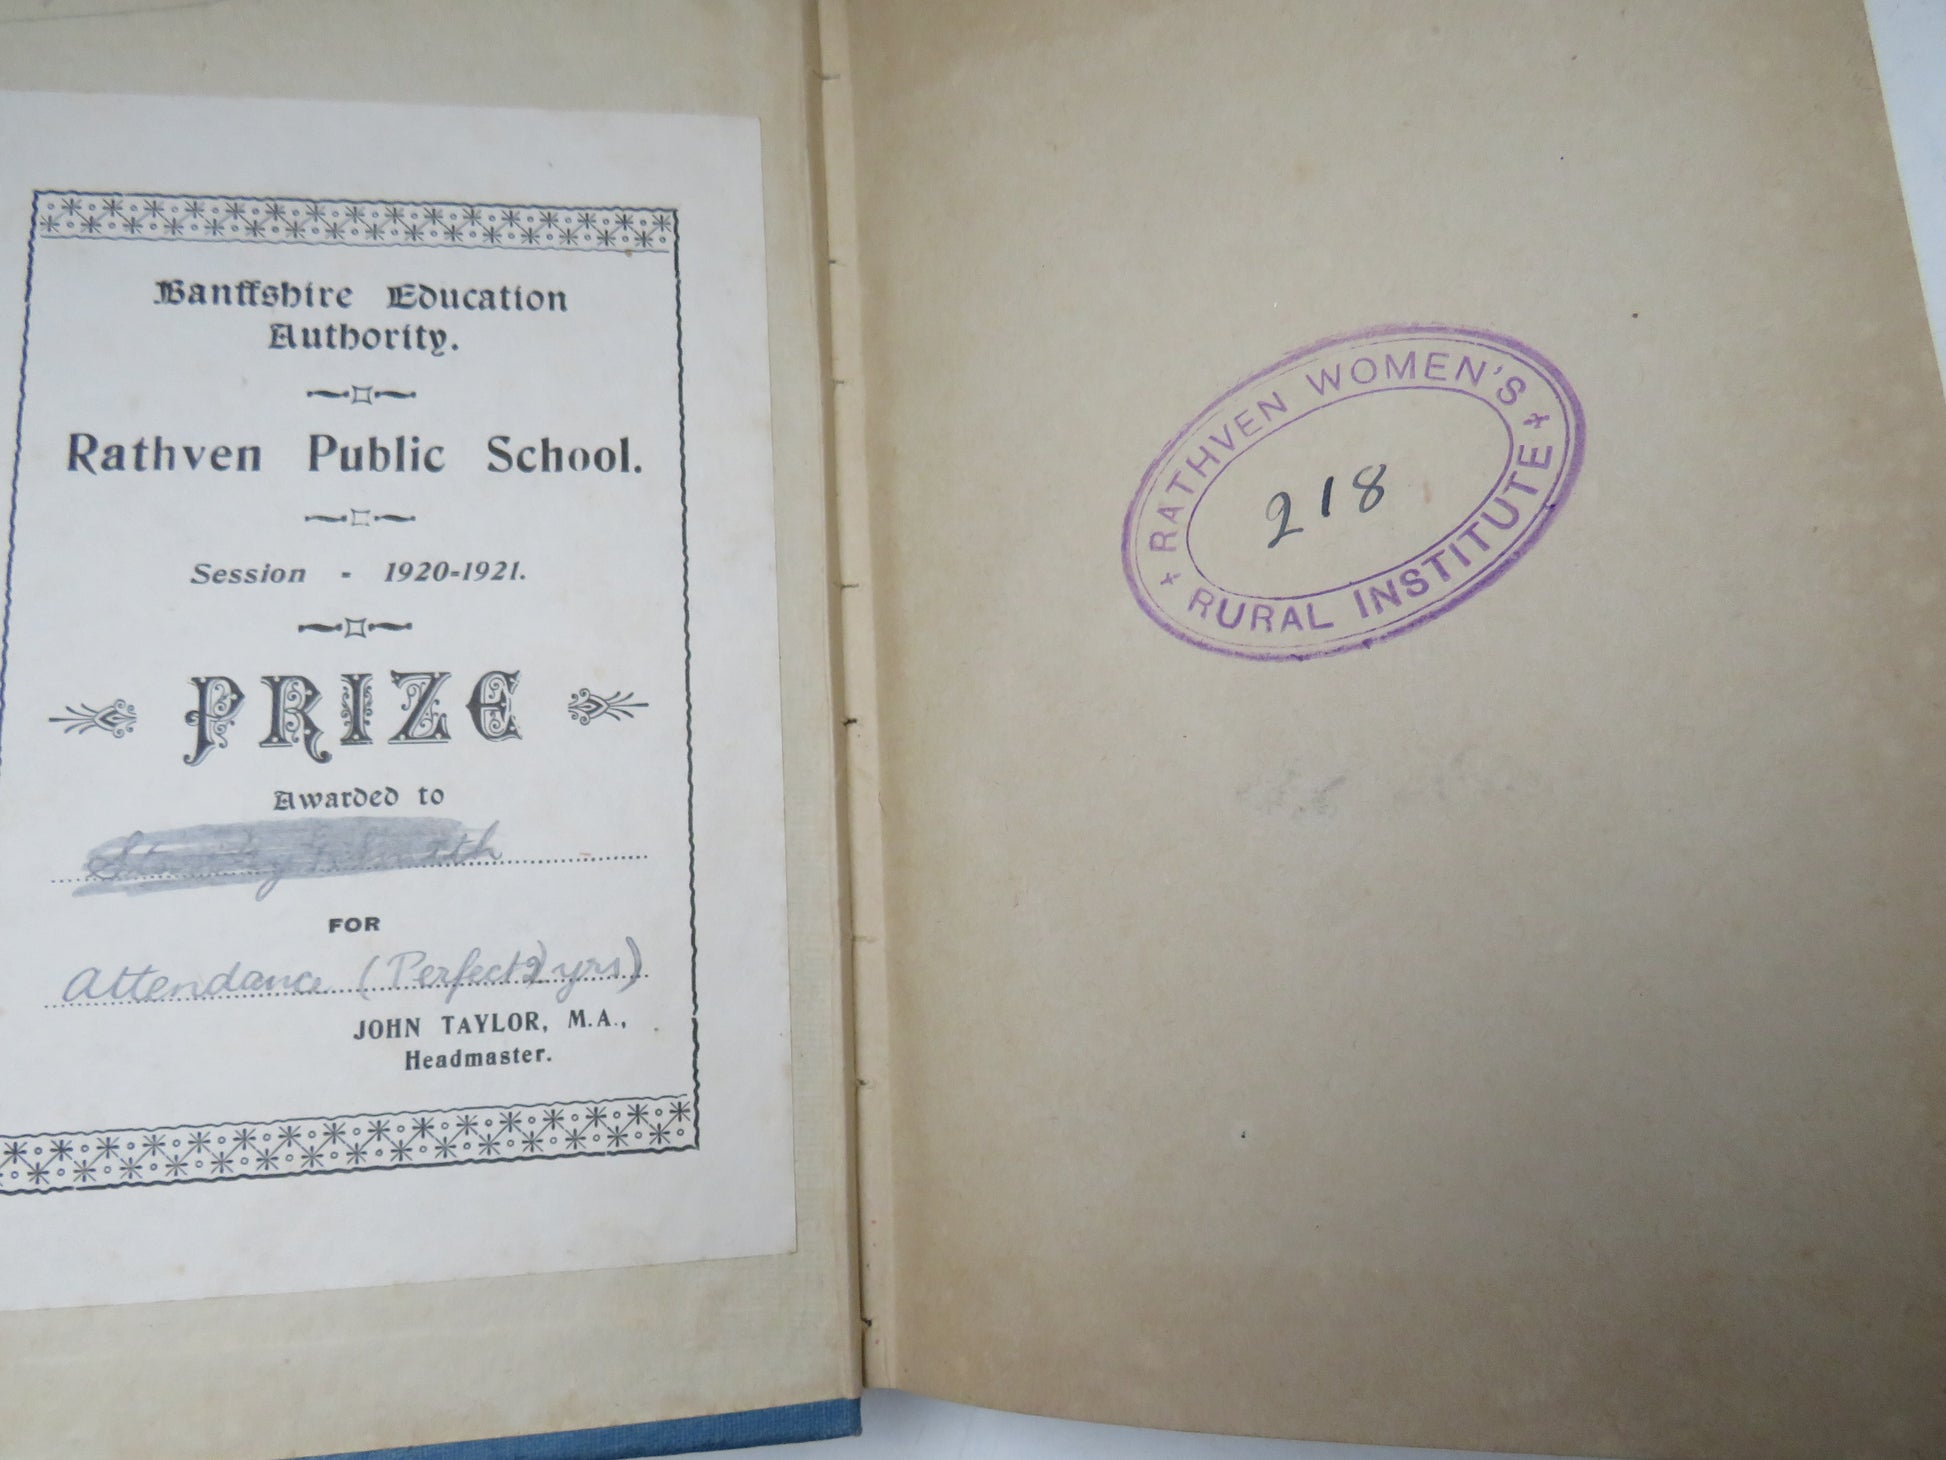 Banffshire Education
Authority.
Rathven Public School.
Session - 1920-1921.
PRIZE
Awarded to
Smith
FOR
Attendance (Perfect 2 yrs)
JOHN TAYLOR, M.A.,
Headmaster.
RATHVEN WOMEN'S
218
RURAL INSTITUTE